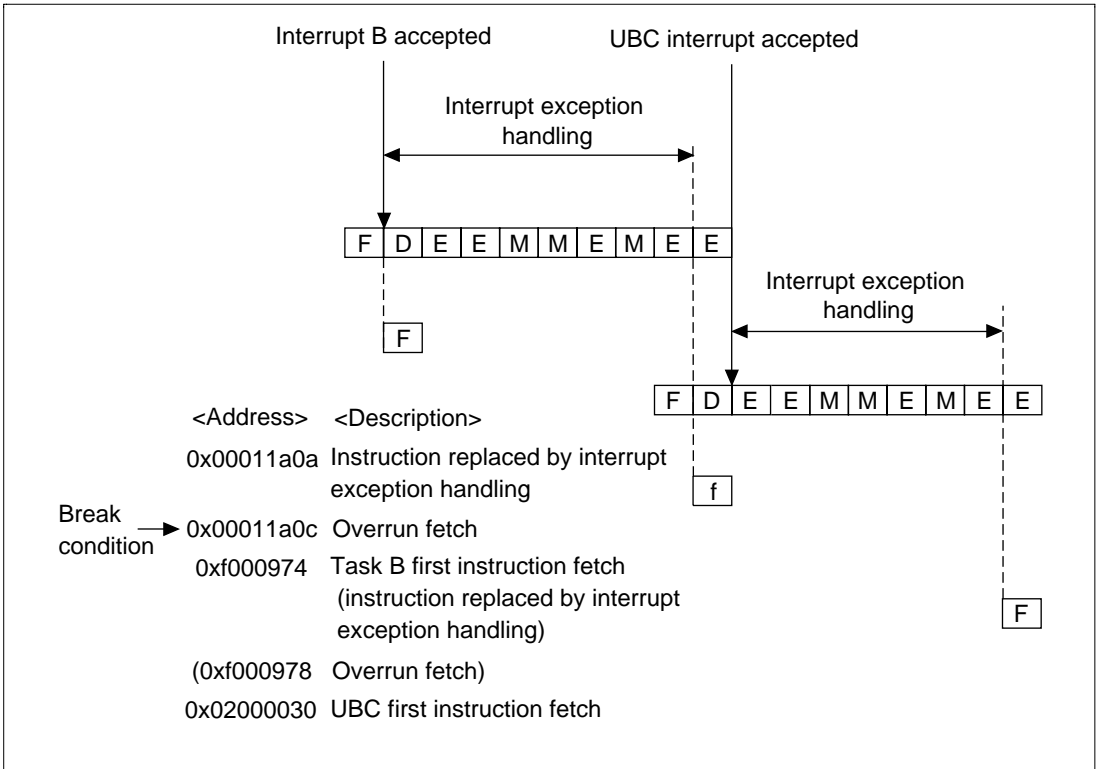 Interrupt B accepted
UBC interrupt accepted
Interrupt exception
handling
F D E E M M E M E E
Interrupt exception
handling
F
F D E E M M E M E E
<Address> <Description>
0x00011a0a Instruction replaced by interrupt
exception handling
f
Break
condition
0x00011a0c Overrun fetch
0xf000974 Task B first instruction fetch
(instruction replaced by interrupt
exception handling)
F
(0xf000978 Overrun fetch)
0x02000030 UBC first instruction fetch